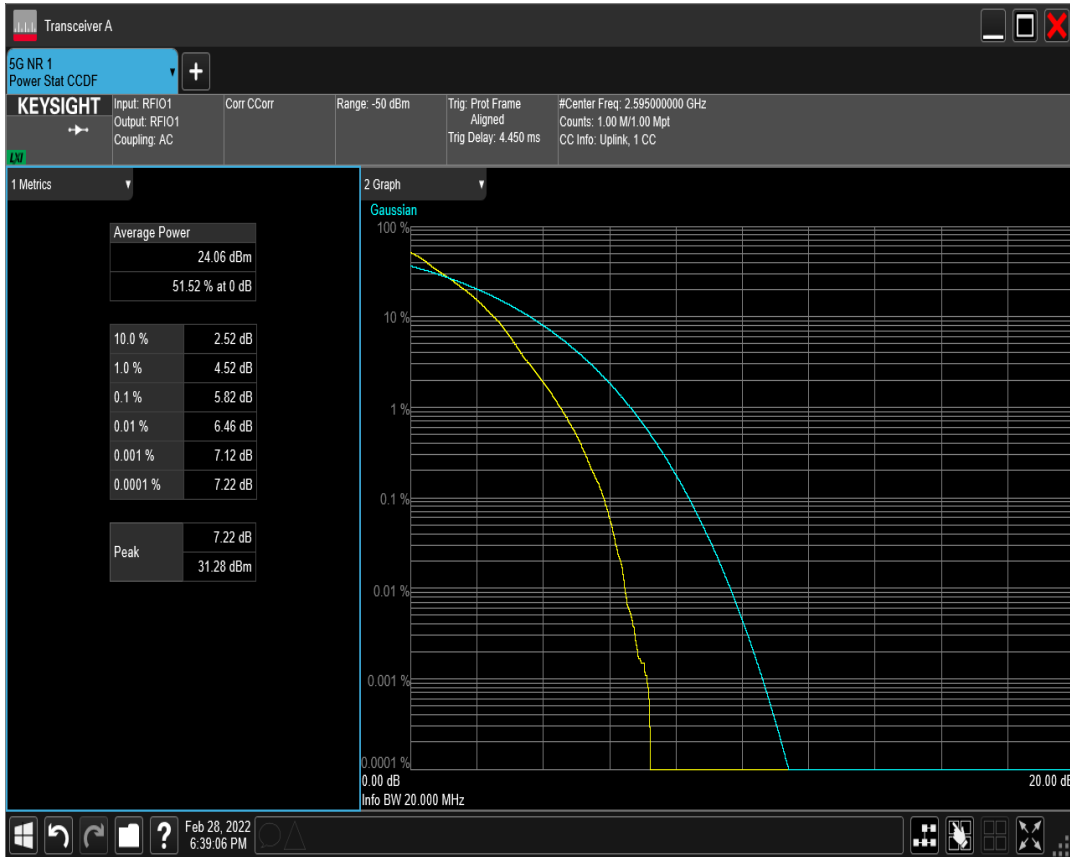 Transceiver A
5G NR 1
Power Stat CCDF
KEYSIGHT
LXI
Input: RFIO1
Output: RFIO1
Coupling: AC
Corr CCorr
Range: -50 dBm
Trig: Prot Frame
Aligned
Trig Delay: 4.450 ms
#Center Freq: 2.595000000 GHz
Counts: 1.00 M/1.00 Mpt
CC Info: Uplink, 1 CC
1 Metrics
Average Power
24.06 dBm
51.52 % at 0 dB
10.0 % 2.52 dB
1.0 % 4.52 dB
0.1 % 5.82 dB
0.01 % 6.46 dB
0.001 % 7.12 dB
0.0001 % 7.22 dB
Peak 7.22 dB
31.28 dBm
2 Graph
Gaussian
100 %
10 %
1 %
0.1 %
0.01 %
0.001 %
0.0001 %
0.00 dB 20.00 dB
Info BW 20.000 MHz
Feb 28, 2022
6:39:06 PM